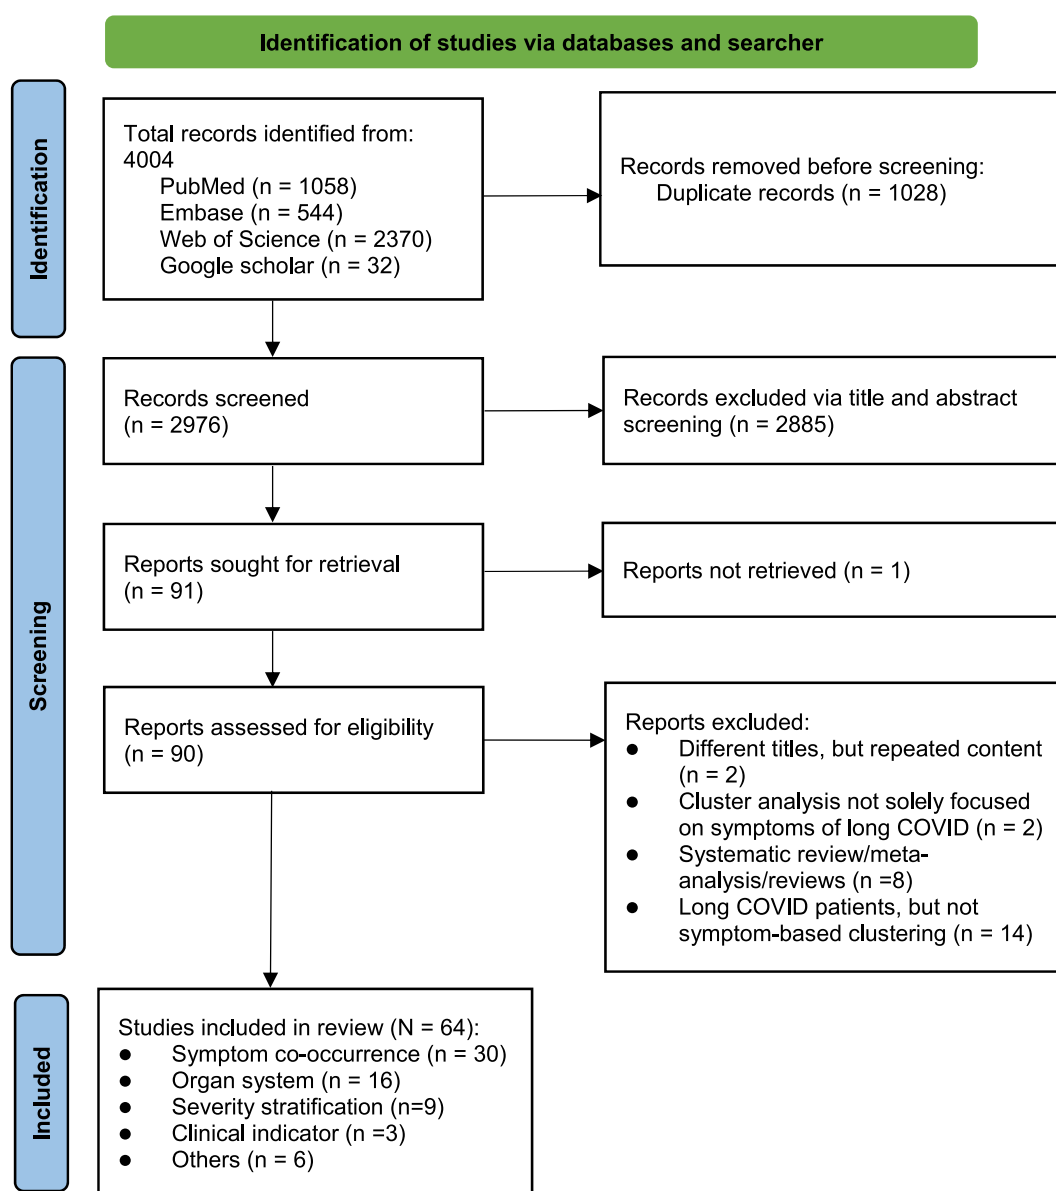 Identification of studies via databases and searcher
Identification
Total records identified from:
4004
PubMed (n = 1058)
Embase (n = 544)
Web of Science (n = 2370)
Google scholar (n = 32)
Records removed before screening:
Duplicate records (n = 1028)
Screening
Records screened
(n = 2976)
Records excluded via title and abstract
screening (n = 2885)
Reports sought for retrieval
(n = 91)
Reports not retrieved (n = 1)
Reports assessed for eligibility
(n = 90)
Reports excluded:
● Different titles, but repeated content
(n = 2)
● Cluster analysis not solely focused
on symptoms of long COVID (n = 2)
● Systematic review/meta-
analysis/reviews (n =8)
● Long COVID patients, but not
symptom-based clustering (n = 14)
Included
Studies included in review (N = 64):
● Symptom co-occurrence (n = 30)
● Organ system (n = 16)
● Severity stratification (n=9)
● Clinical indicator (n =3)
● Others (n = 6)